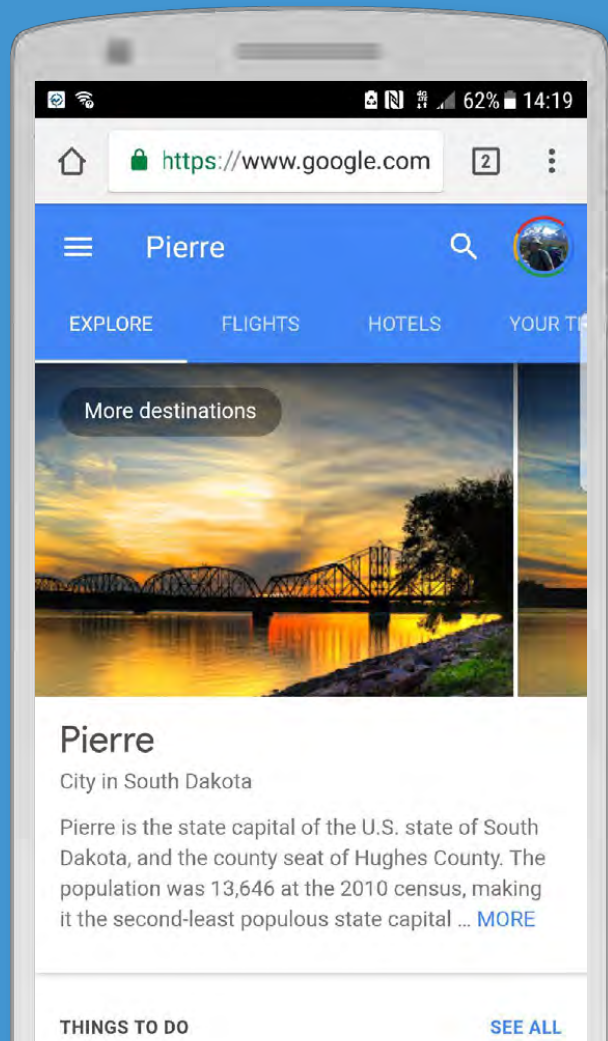 62% 14:19
https://www.google.com 2
Pierre
EXPLORE FLIGHTS HOTELS YOUR
More destinations
Pierre
City in South Dakota
Pierre is the state capital of the U.S. state of South
Dakota, and the county seat of Hughes County. The
population was 13,646 at the 2010 census, making
it the second-least populous state capital ... MORE
THINGS TO DO SEE ALL